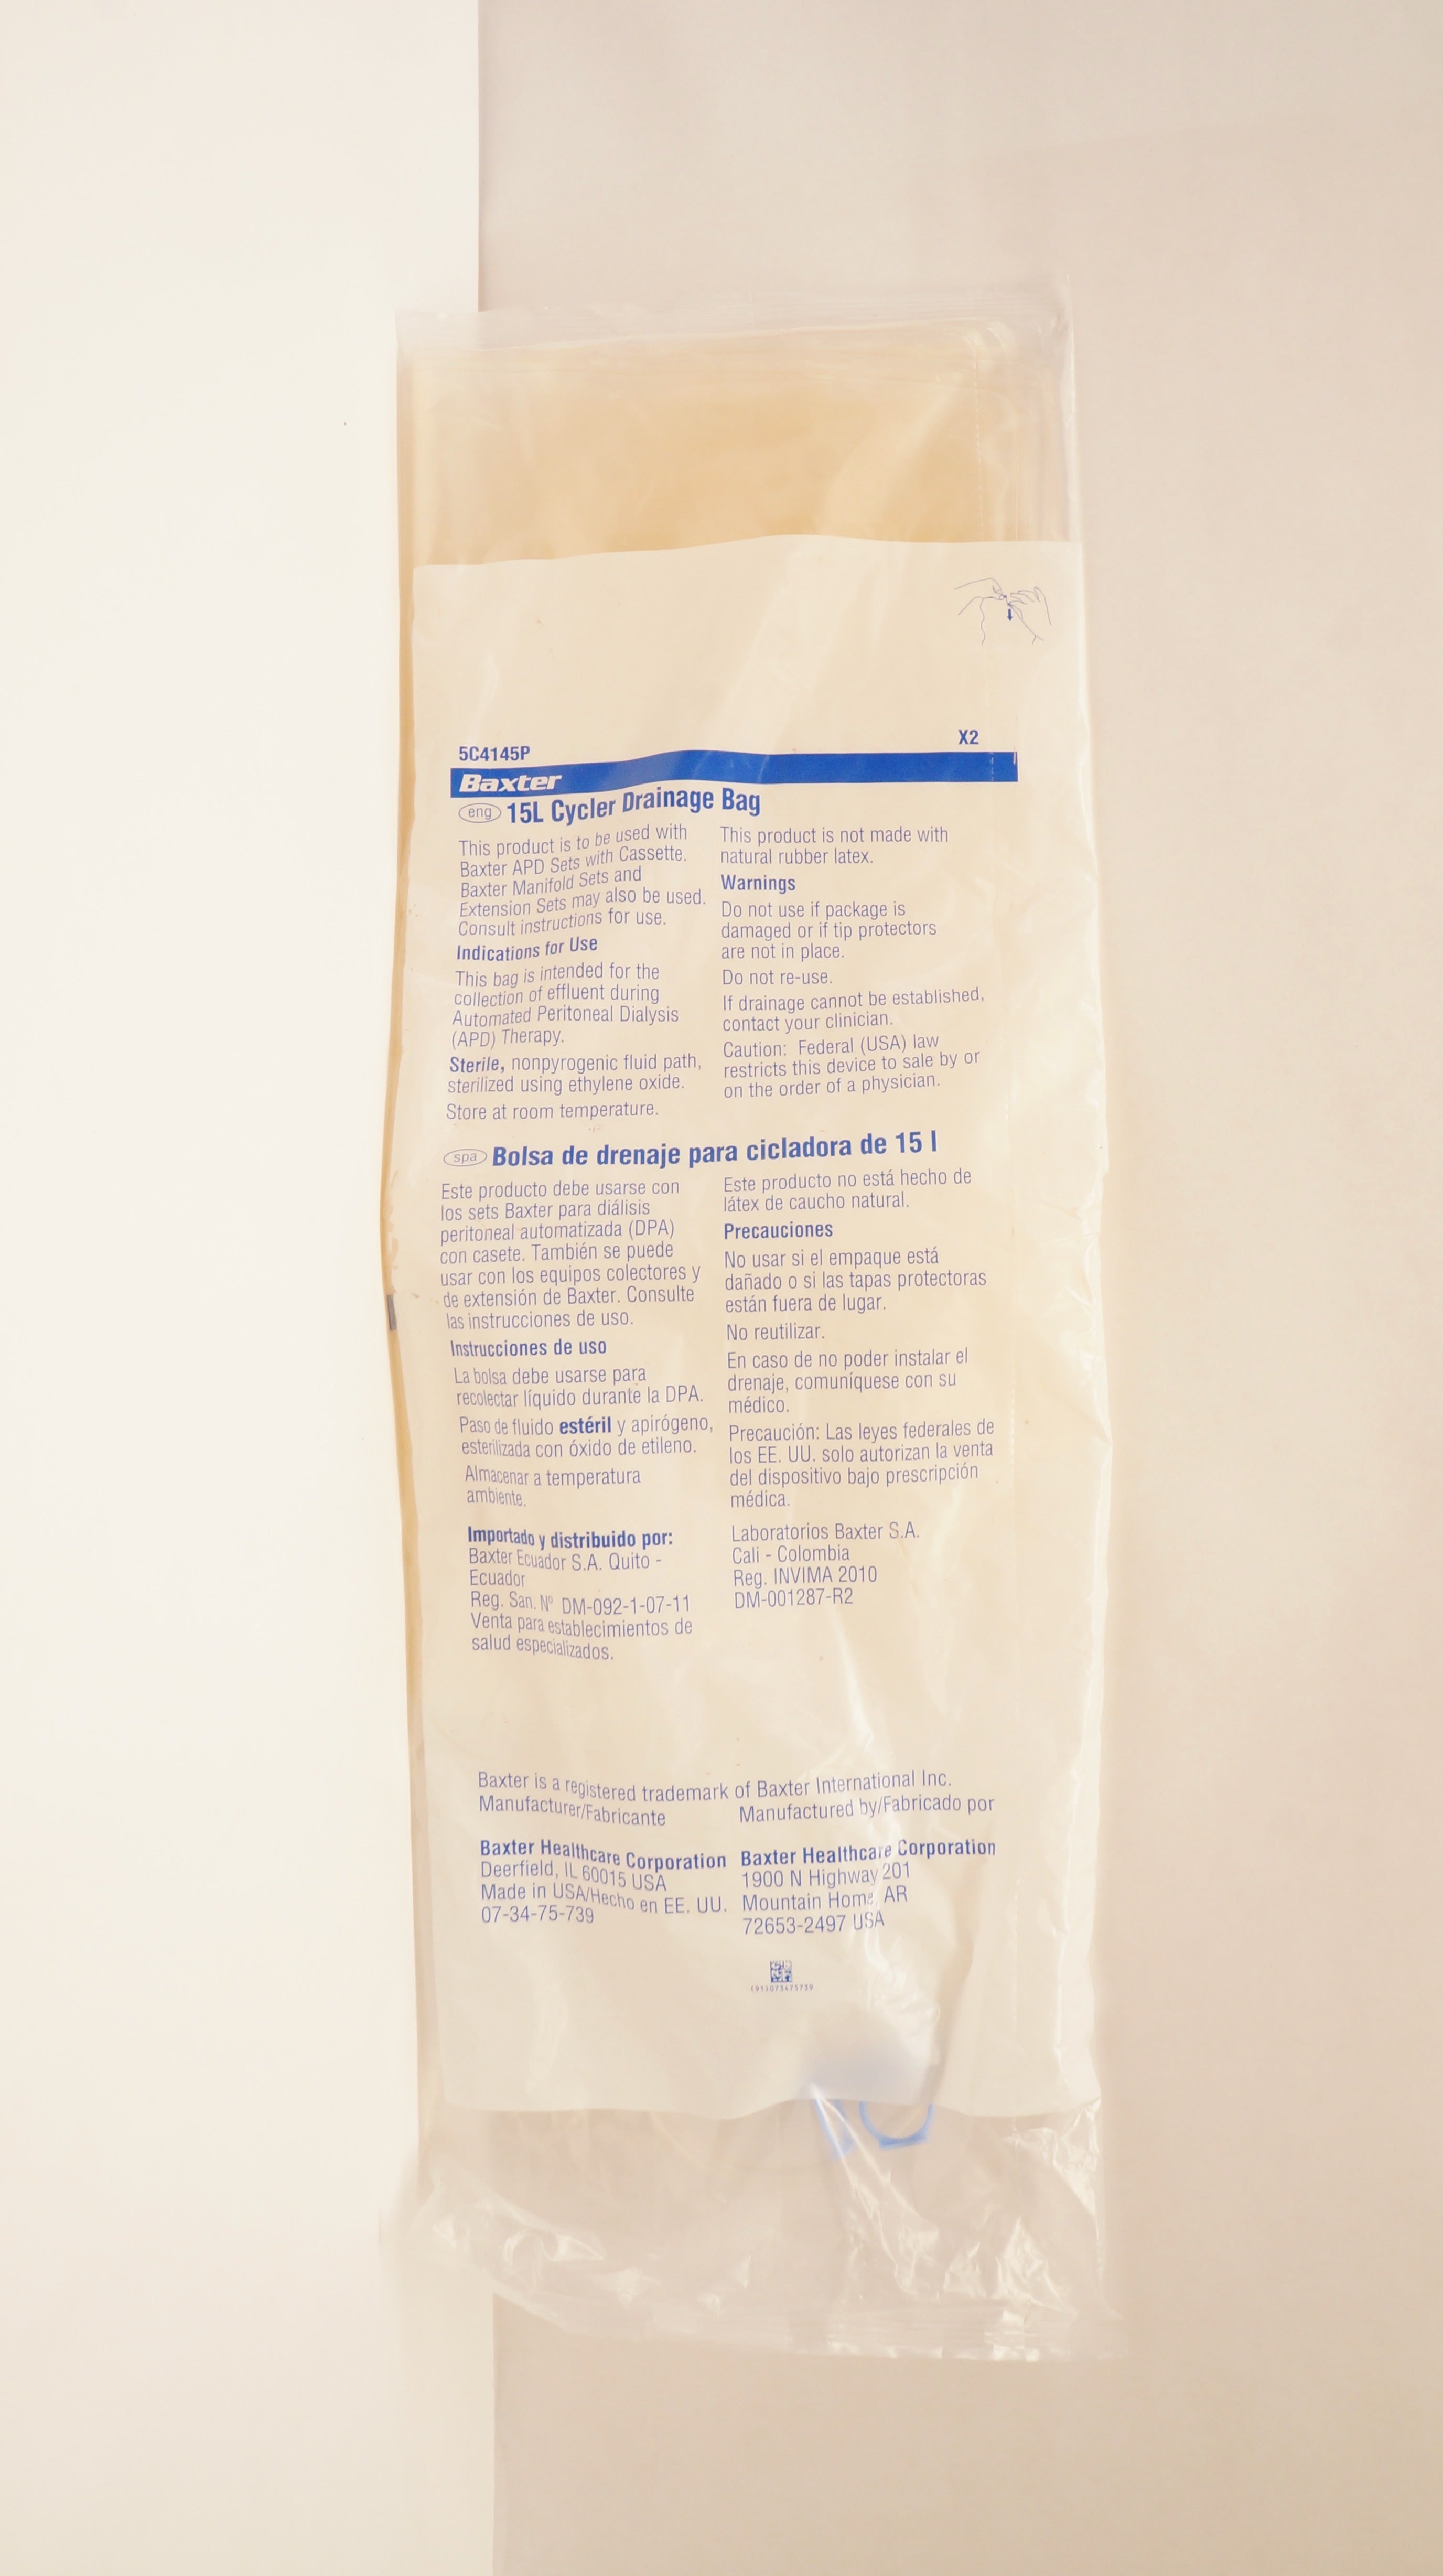 5C4145P
X2
Baxter
eng 15L Cycler Drainage Bag
This product is to be used with
Baxter APD Sets with Cassette.
Baxter Manifold Sets and
Extension Sets may also be used.
Consult instructions for use.
Indications for Use
This bag is intended for the
collection of effluent during
Automated Peritoneal Dialysis
(APD) Therapy.
Sterile, nonpyrogenic fluid path,
sterilized using ethylene oxide.
Store at room temperature.
This product is not made with
natural rubber latex.
Warnings
Do not use if package is
damaged or if tip protectors
are not in place.
Do not re-use.
If drainage cannot be established,
contact your clinician.
Caution: Federal (USA) law
restricts this device to sale by or
on the order of a physician.
spa Bolsa de drenaje para cicladora de 15 l
Este producto debe usarse con
los sets Baxter para diálisis
peritoneal automatizada (DPA)
con casete. También se puede
usar con los equipos colectores y
de extensión de Baxter. Consulte
las instrucciones de uso.
Instrucciones de uso
La bolsa debe usarse para
recolectar líquido durante la DPA.
Paso de fluido estéril y apirógeno,
esterilizada con óxido de etileno.
Almacenar a temperatura
ambiente.
Importado y distribuido por:
Baxter Ecuador S.A. Quito -
Ecuador
Reg. San. Nº DM-092-1-07-11
Venta para establecimientos de
salud especializados.
Este producto no está hecho de
látex de caucho natural.
Precauciones
No usar si el empaque está
dañado o si las tapas protectoras
están fuera de lugar.
No reutilizar.
En caso de no poder instalar el
drenaje, comuníquese con su
médico.
Precaución: Las leyes federales de
los EE. UU. solo autorizan la venta
del dispositivo bajo prescripción
médica.
Laboratorios Baxter S.A.
Cali - Colombia
Reg. INVIMA 2010
DM-001287-R2
Baxter is a registered trademark of Baxter International Inc.
Manufacturer/Fabricante
Baxter Healthcare Corporation
Deerfield, IL 60015 USA
Made in USA/Hecho en EE. UU.
07-34-75-739
Manufactured by/Fabricado por
Baxter Healthcare Corporation
1900 N Highway 201
Mountain Home, AR
72653-2497 USA